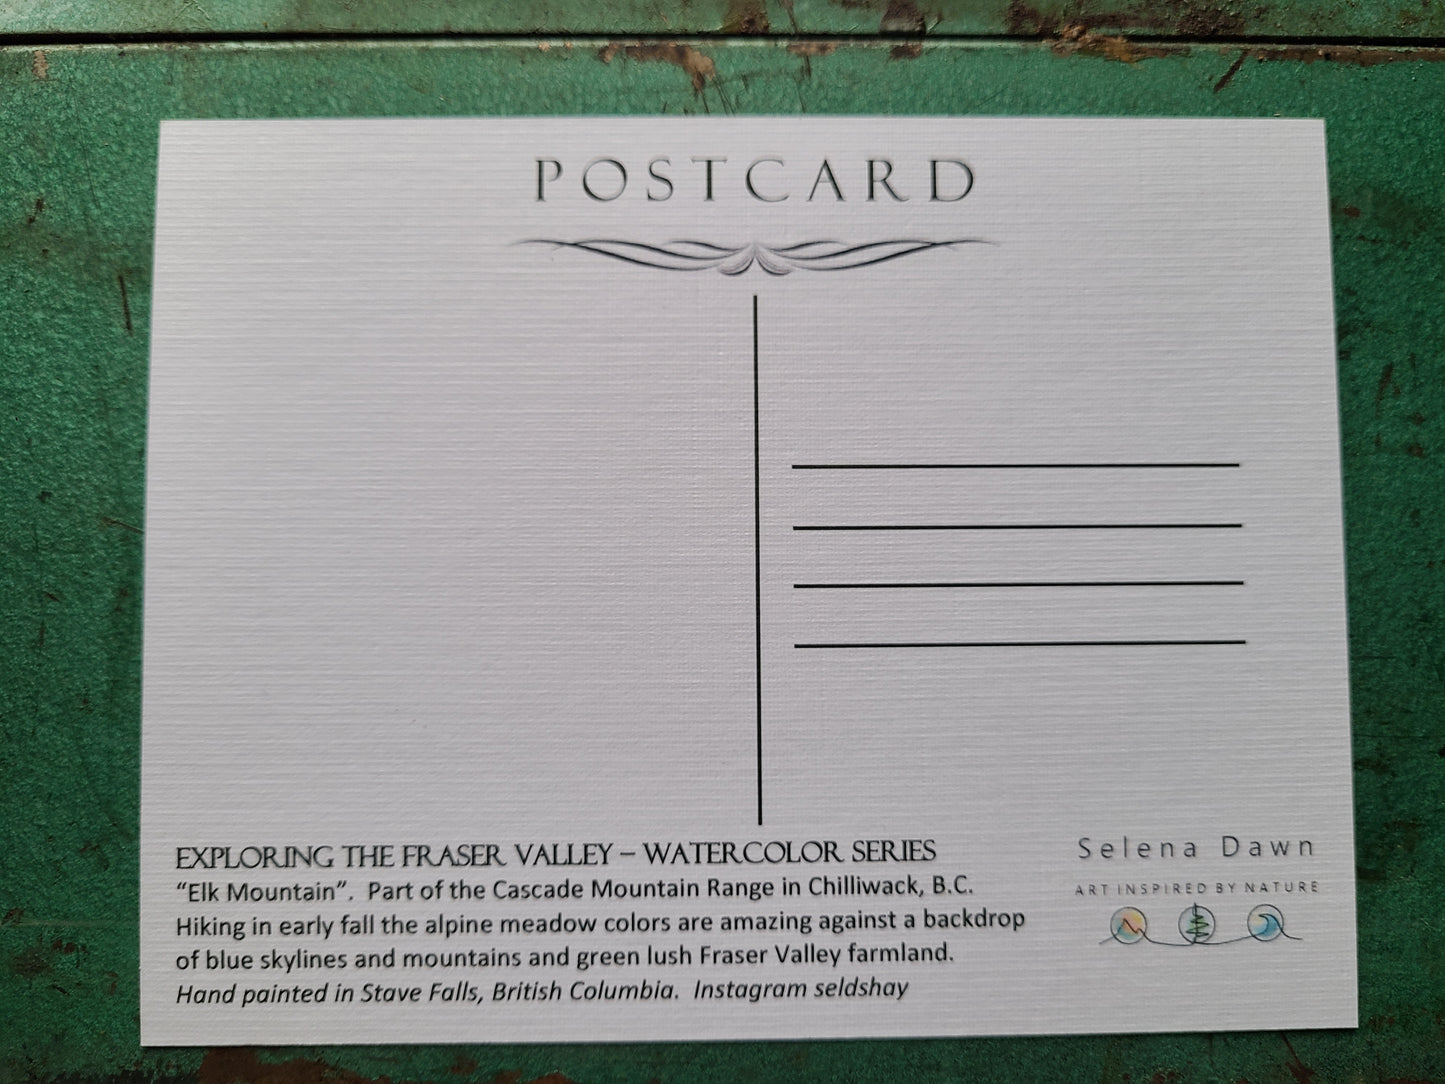 POSTCARD
EXPLORING THE FRASER VALLEY – WATERCOLOR SERIES
“Elk Mountain”.  Part of the Cascade Mountain Range in Chilliwack, B.C.
Hiking in early fall the alpine meadow colors are amazing against a backdrop
of blue skylines and mountains and green lush Fraser Valley farmland.
Hand painted in Stave Falls, British Columbia.  Instagram seldshay
Selena Dawn
ART INSPIRED BY NATURE